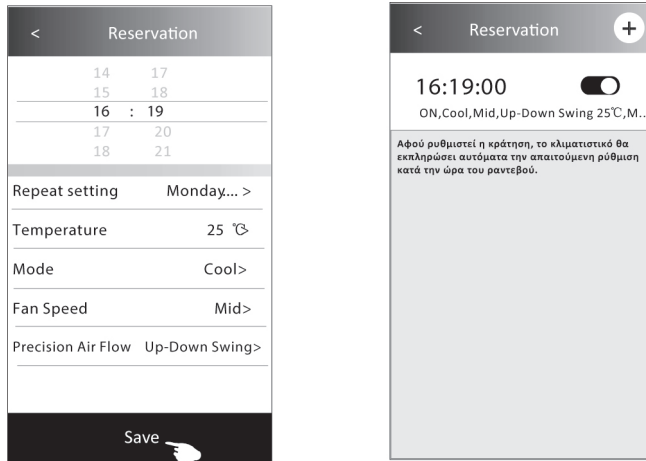 < Reservation
14 17
15 18
16 : 19
17 20
18 21
Repeat setting Monday.... >
Temperature 25 ℃>
Mode Cool>
Fan Speed Mid>
Precision Air Flow Up-Down Swing>
Save
< Reservation +
16:19:00
ON,Cool,Mid,Up-Down Swing 25℃,M..
Αφού ρυθμιστεί η κράτηση, το κλιματιστικό θα
εκπληρώσει αυτόματα την απαιτούμενη ρύθμιση
κατά την ώρα του ραντεβού.